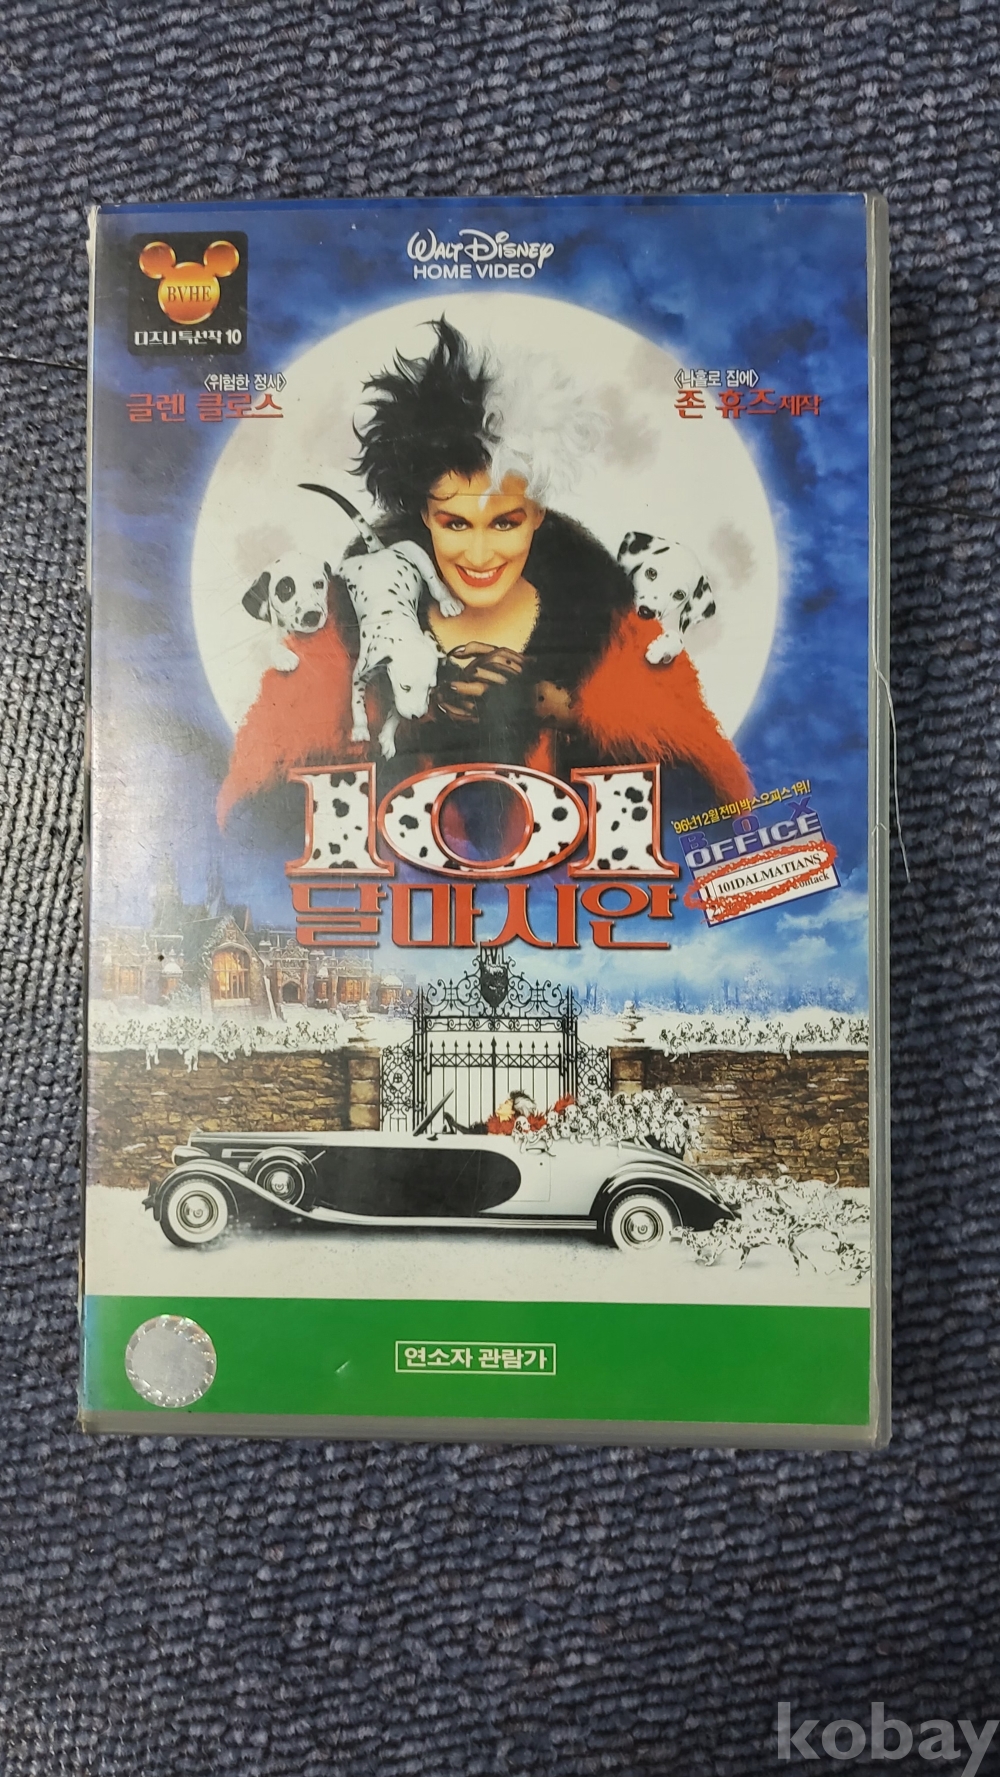 WALT DISNEY
HOME VIDEO
BVHE
디즈니 특선작 10
<위험한 정사>
글렌 클로스
<나홀로 집에>
존 휴즈 제작
101
달마시안
'96년 12월 전미 박스오피스 1위!
BOX
OFFICE
1 101DALMATIANS
2
연소자 관람가
kobay